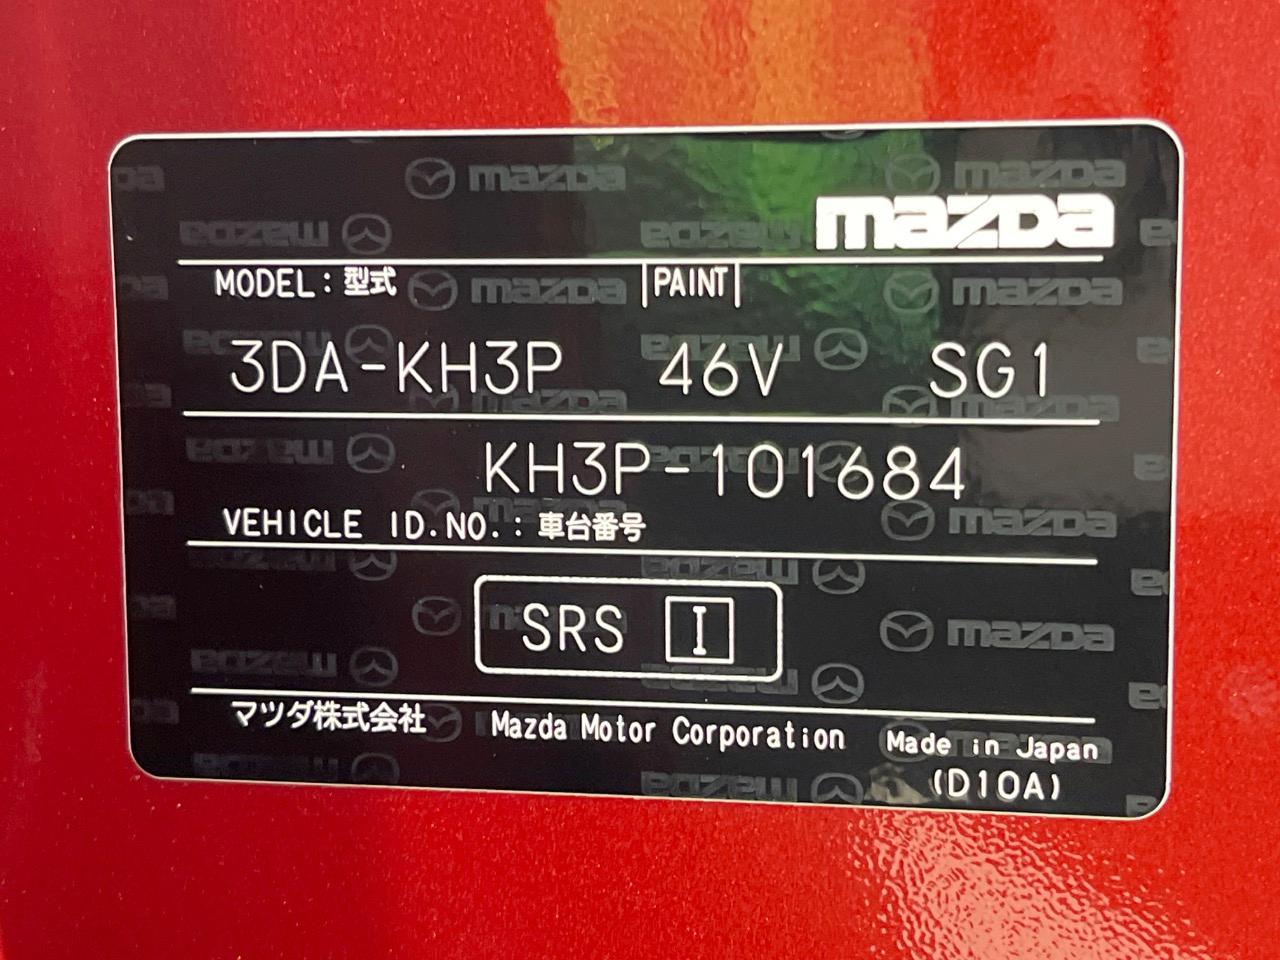 mazda
MODEL : 型式 |PAINT|
3DA-KH3P 46V SG1
KH3P-101684
VEHICLE ID.NO. : 車台番号
SRS I
マツダ株式会社 Mazda Motor Corporation Made in Japan
(D10A)